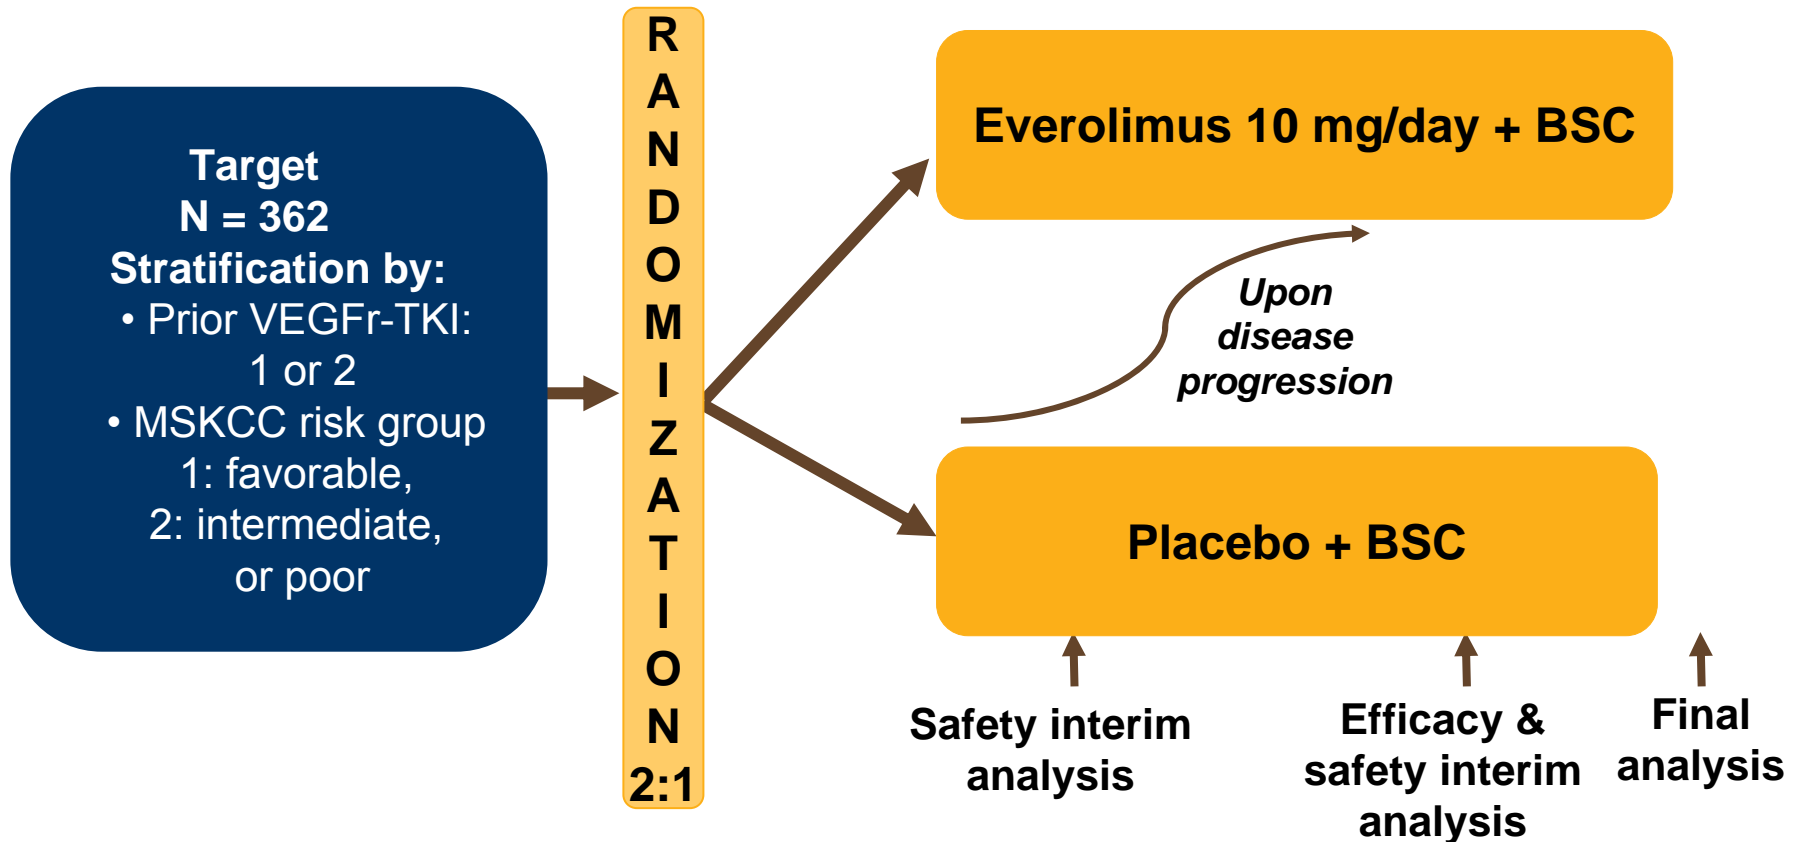 Target
N = 362
Stratification by:
• Prior VEGFr-TKI:
1 or 2
• MSKCC risk group
1: favorable,
2: intermediate,
or poor
R
A
N
D
O
M
I
Z
A
T
I
O
N
2:1
Everolimus 10 mg/day + BSC
Upon
disease
progression
Placebo + BSC
Safety interim
analysis
Efficacy &
safety interim
analysis
Final
analysis